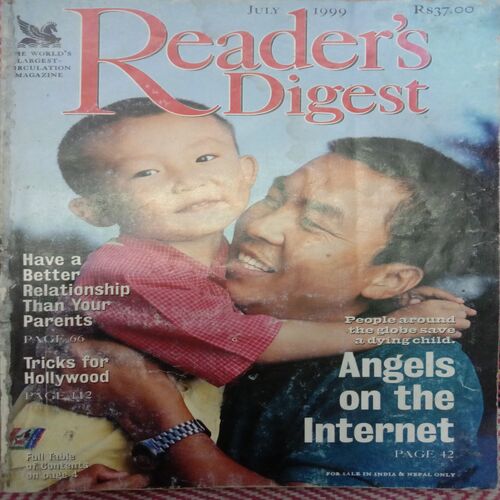 JULY 1999 Rs37.00
Reader's
Digest
THE WORLD'S
LARGEST-
CIRCULATION
MAGAZINE
Have a
Better
Relationship
Than Your
Parents
PAGE 66
Tricks for
Hollywood
PAGE 112
Full Table
of Contents
on page 4
People around
the globe save
a dying child.
Angels
on the
Internet
PAGE 42
FOR SALE IN INDIA & NEPAL ONLY